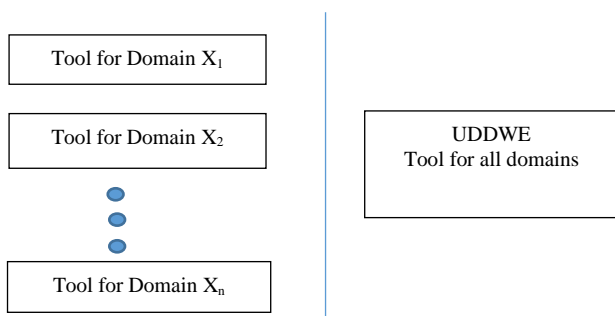 Tool for Domain X₁
Tool for Domain X₂
Tool for Domain Xₙ
UDDWE
Tool for all domains